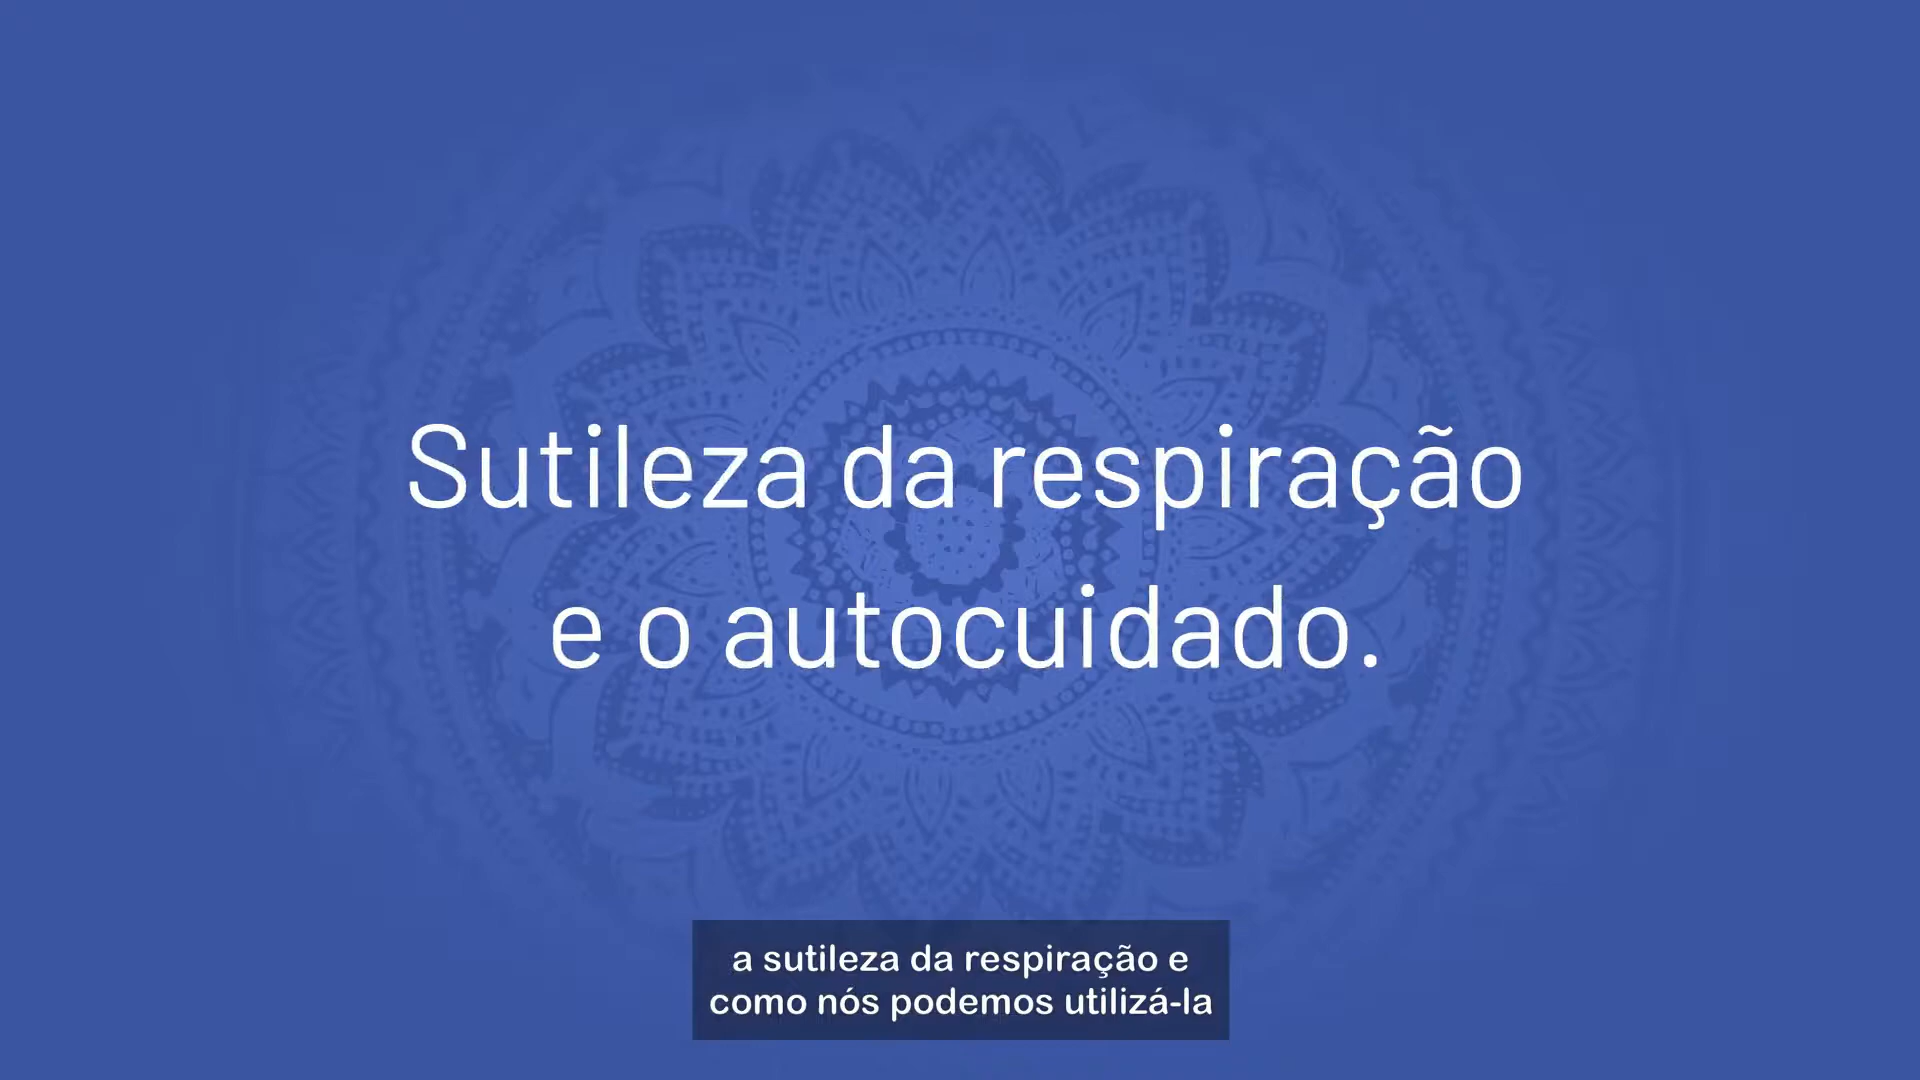 Sutileza da respiração
e o autocuidado.
a sutileza da respiração e
como nós podemos utilizá-la